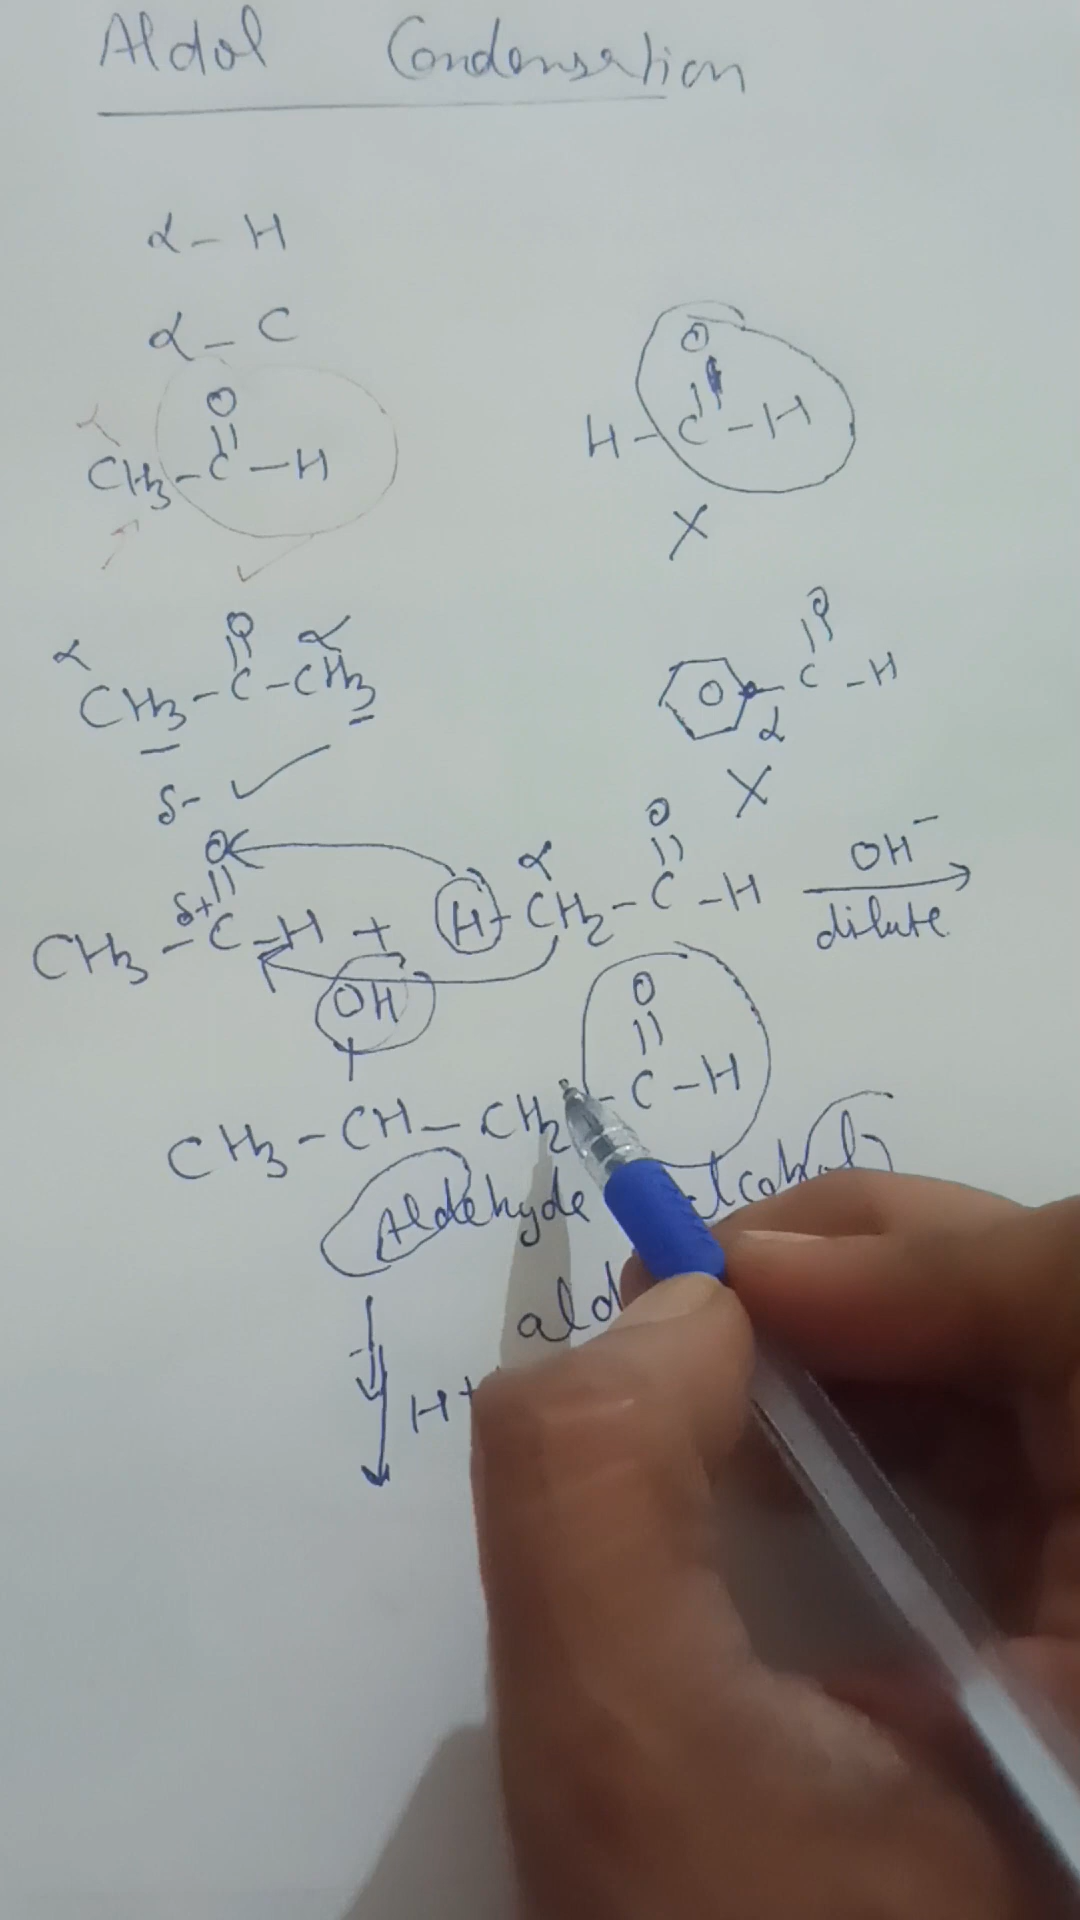 Aldol Condensation
α - H
α - C
O
||
CH₃ - C - H
α
O
||
H - C - H
X
α O α
||
CH₃ - C - CH₃
O
||
C - H
α
X
δ-
O
||
δ+
CH₃ - C - H + H - CH₂ - C - H
α O
||
OH⁻
dilute
OH
|
O
||
CH₃ - CH - CH₂ - C - H
Aldehyde
H+